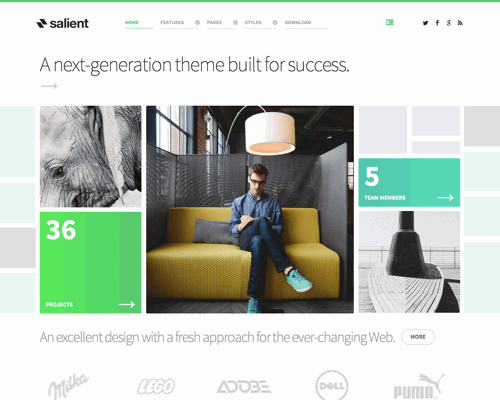 salient
HOME FEATURES PAGES STYLES DOWNLOAD
A next-generation theme built for success.
36
PROJECTS
5
TEAM MEMBERS
An excellent design with a fresh approach for the ever-changing Web.
MORE
Milka LEGO ADOBE DELL PUMA